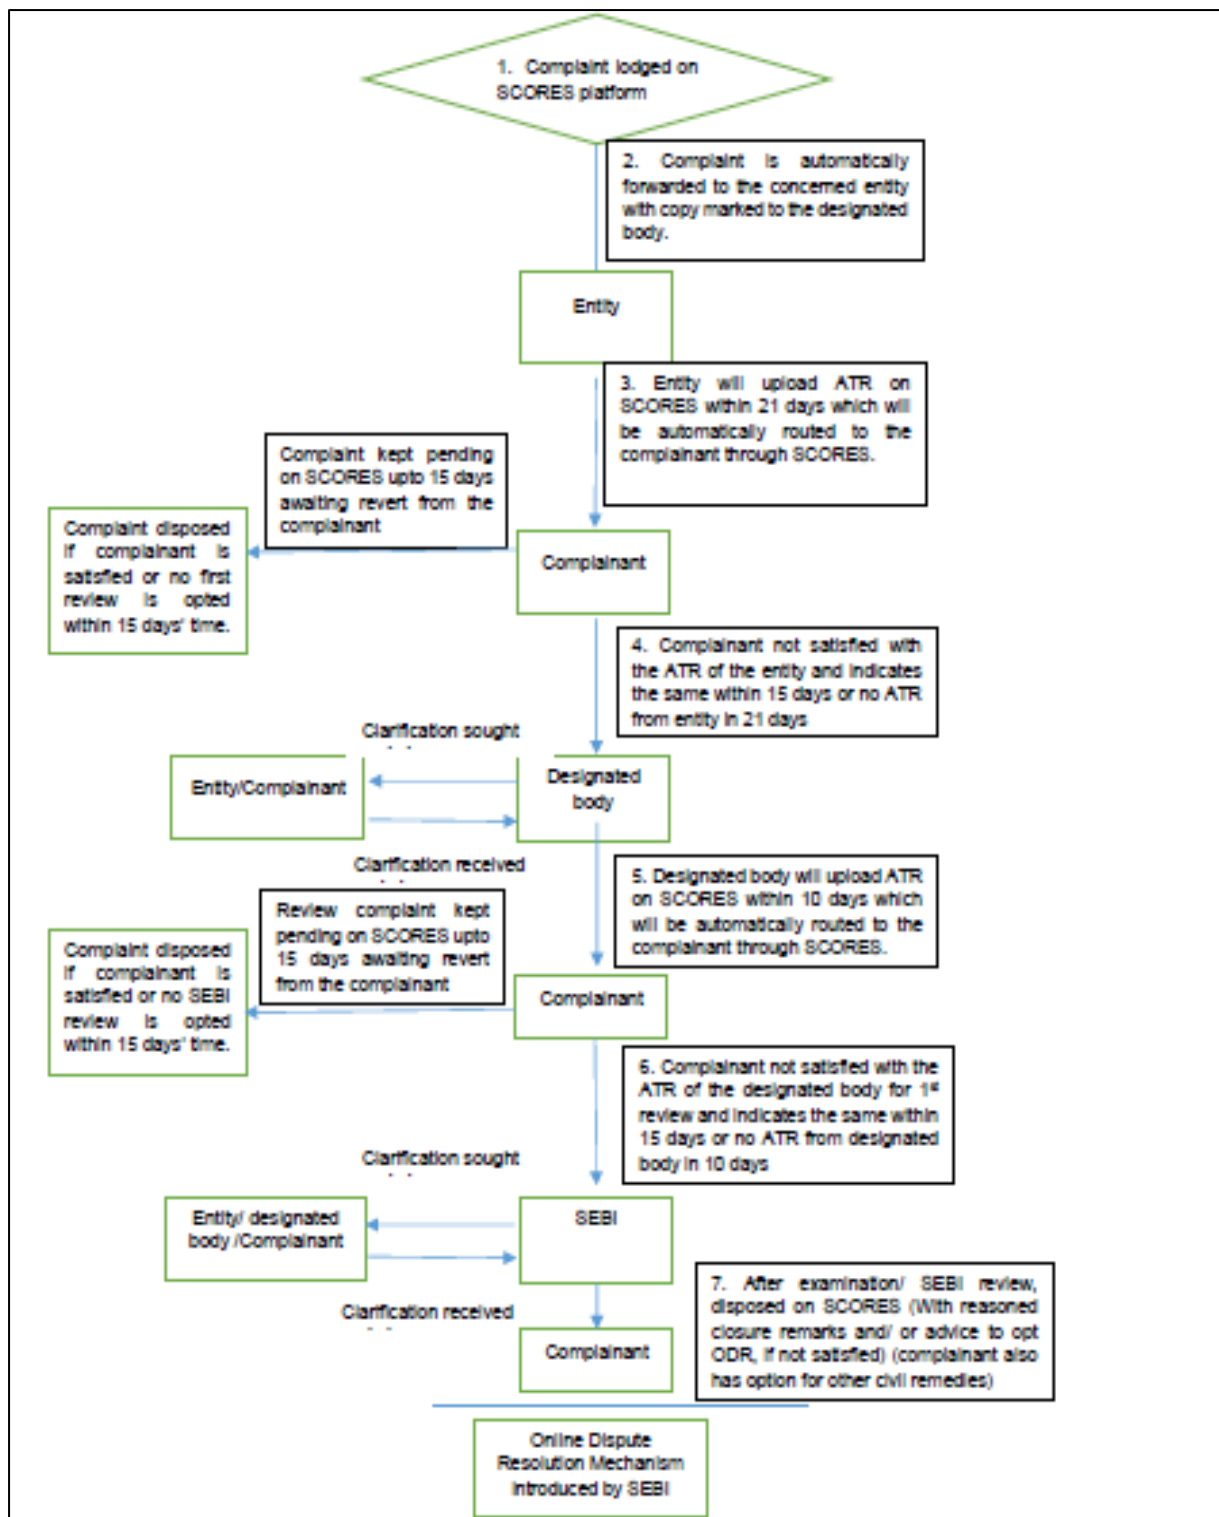 1. Complaint lodged on
SCORES platform
2. Complaint is automatically
forwarded to the concerned entity
with copy marked to the designated
body.
Entity
3. Entity will upload ATR on
SCORES within 21 days which will
be automatically routed to the
complainant through SCORES.
Complaint kept pending
on SCORES upto 15 days
awaiting revert from the
complainant
Complaint disposed
if complainant is
satisfied or no first
review is opted
within 15 days' time.
Complainant
4. Complainant not satisfied with
the ATR of the entity and indicates
the same within 15 days or no ATR
from entity in 21 days
Clarification sought
Entity/Complainant
Designated
body
Clarification received
5. Designated body will upload ATR
on SCORES within 10 days which
will be automatically routed to the
complainant through SCORES.
Review complaint kept
pending on SCORES upto
15 days awaiting revert
from the complainant
Complaint disposed
if complainant is
satisfied or no SEBI
review is opted
within 15 days' time.
Complainant
6. Complainant not satisfied with the
ATR of the designated body for 1st
review and indicates the same within
15 days or no ATR from designated
body in 10 days
Clarification sought
Entity/ designated
body /Complainant
SEBI
Clarification received
7. After examination/ SEBI review,
disposed on SCORES (With reasoned
closure remarks and/ or advice to opt
ODR, if not satisfied) (complainant also
has option for other civil remedies)
Complainant
Online Dispute
Resolution Mechanism
introduced by SEBI